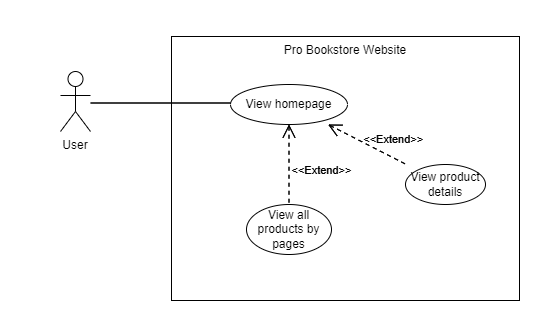 Pro Bookstore Website
View homepage
<<Extend>>
User
<<Extend>>
View product
details
View all
products by
pages